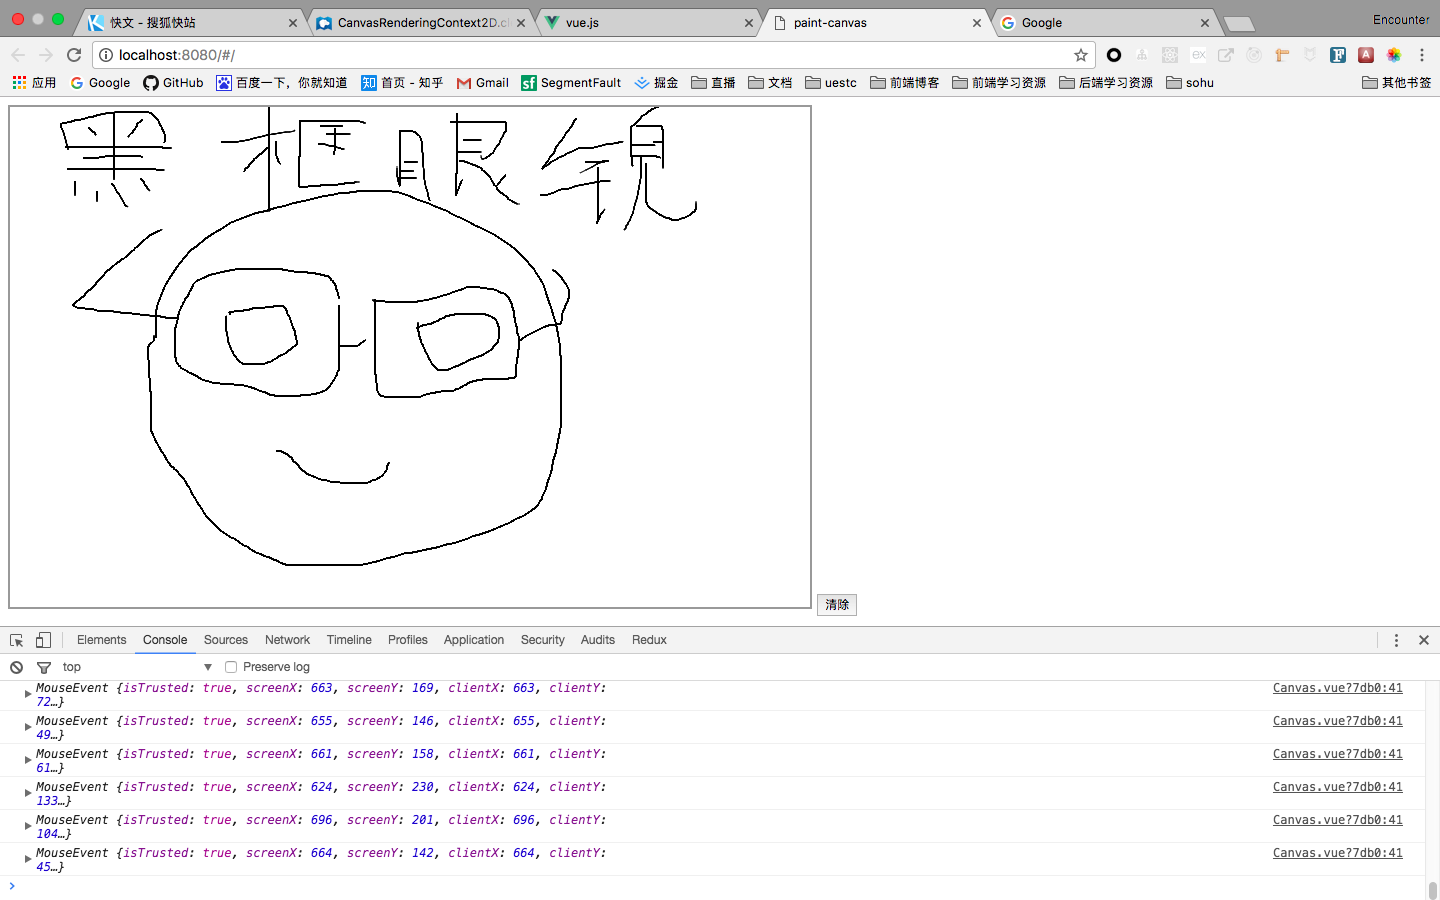 快文 - 搜狐快站
CanvasRenderingContext2D.cl
vue.js
paint-canvas
Google
Encounter
localhost:8080/#/
应用
Google
GitHub
百度一下，你就知道
首页 - 知乎
Gmail
SegmentFault
掘金
直播
文档
uestc
前端博客
前端学习资源
后端学习资源
sohu
其他书签
黑框眼镜
清除
Elements Console Sources Network Timeline Profiles Application Security Audits Redux
top
Preserve log
MouseEvent {isTrusted: true, screenX: 663, screenY: 169, clientX: 663, clientY: Canvas.vue?7db0:41
72…}
MouseEvent {isTrusted: true, screenX: 655, screenY: 146, clientX: 655, clientY: Canvas.vue?7db0:41
49…}
MouseEvent {isTrusted: true, screenX: 661, screenY: 158, clientX: 661, clientY: Canvas.vue?7db0:41
61…}
MouseEvent {isTrusted: true, screenX: 624, screenY: 230, clientX: 624, clientY: Canvas.vue?7db0:41
133…}
MouseEvent {isTrusted: true, screenX: 696, screenY: 201, clientX: 696, clientY: Canvas.vue?7db0:41
104…}
MouseEvent {isTrusted: true, screenX: 664, screenY: 142, clientX: 664, clientY: Canvas.vue?7db0:41
45…}